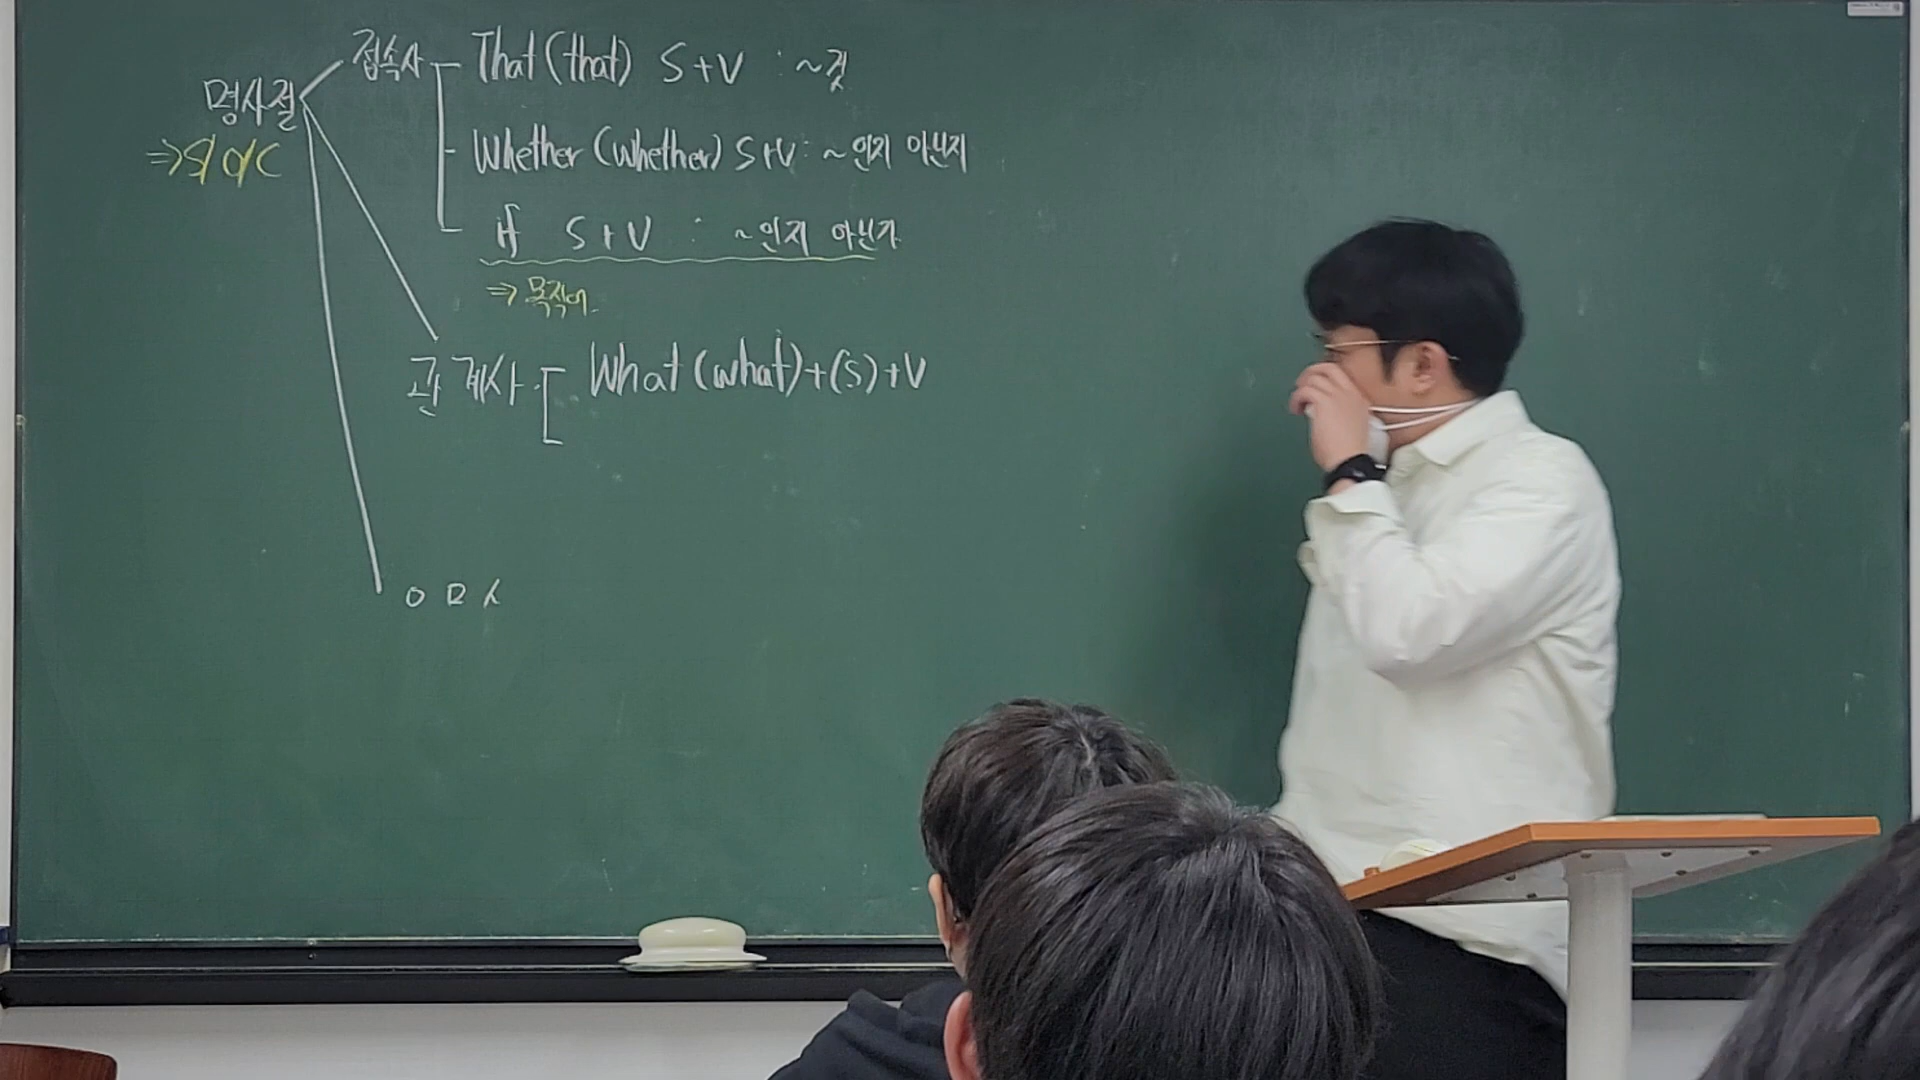 접속사 That (that) S+V : ~것
명사절
⇒ S/O/C
Whether (whether) S+V : ~인지 아닌지
if S+V : ~인지 아닌지
⇒ 목적어.
관계사 What (what)+(s)+V
ㅇ ㅁ ㅅ